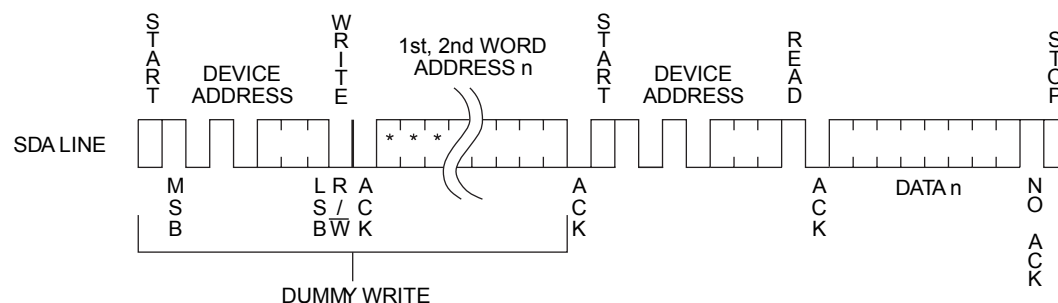 START
WRITE
START
READ
STOP
1st, 2nd WORD
ADDRESS n
DEVICE
ADDRESS
DEVICE
ADDRESS
SDA LINE
* * *
MSB
LSB
R/W
ACK
ACK
ACK
DATA n
NO ACK
DUMMY WRITE